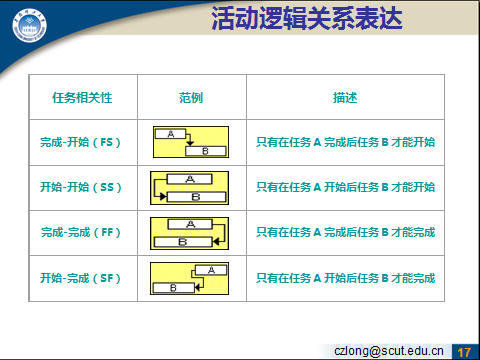 活动逻辑关系表达
任务相关性 范例 描述
完成-开始（FS） A B 只有在任务 A 完成后任务 B 才能开始
开始-开始（SS） A B 只有在任务 A 开始后任务 B 才能开始
完成-完成（FF） A B 只有在任务 A 完成后任务 B 才能完成
开始-完成（SF） A B 只有在任务 A 开始后任务 B 才能完成
czlong@scut.edu.cn 17